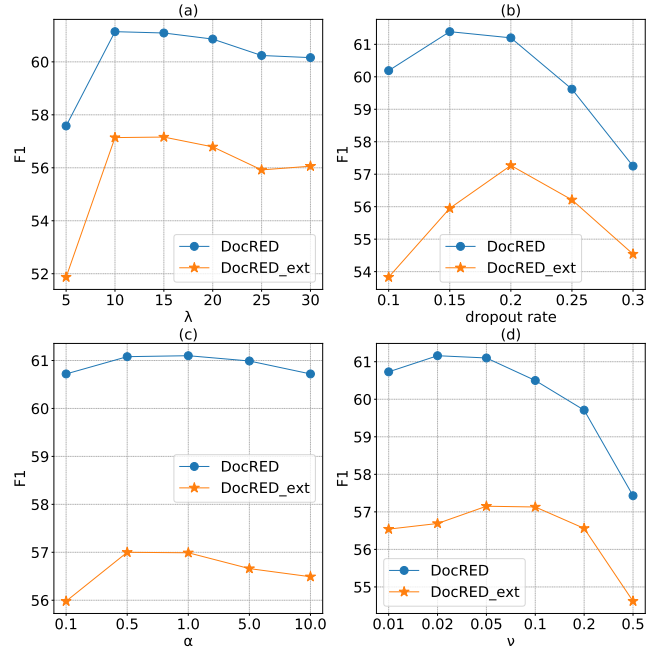 (a)
F1
60
58
56
54
52
DocRED
DocRED_ext
5 10 15 20 25 30
λ
(b)
F1
61
60
59
58
57
56
55
54
DocRED
DocRED_ext
0.1 0.15 0.2 0.25 0.3
dropout rate
(c)
F1
61
60
59
58
57
56
DocRED
DocRED_ext
0.1 0.5 1.0 5.0 10.0
α
(d)
F1
61
60
59
58
57
56
55
DocRED
DocRED_ext
0.01 0.02 0.05 0.1 0.2 0.5
ν